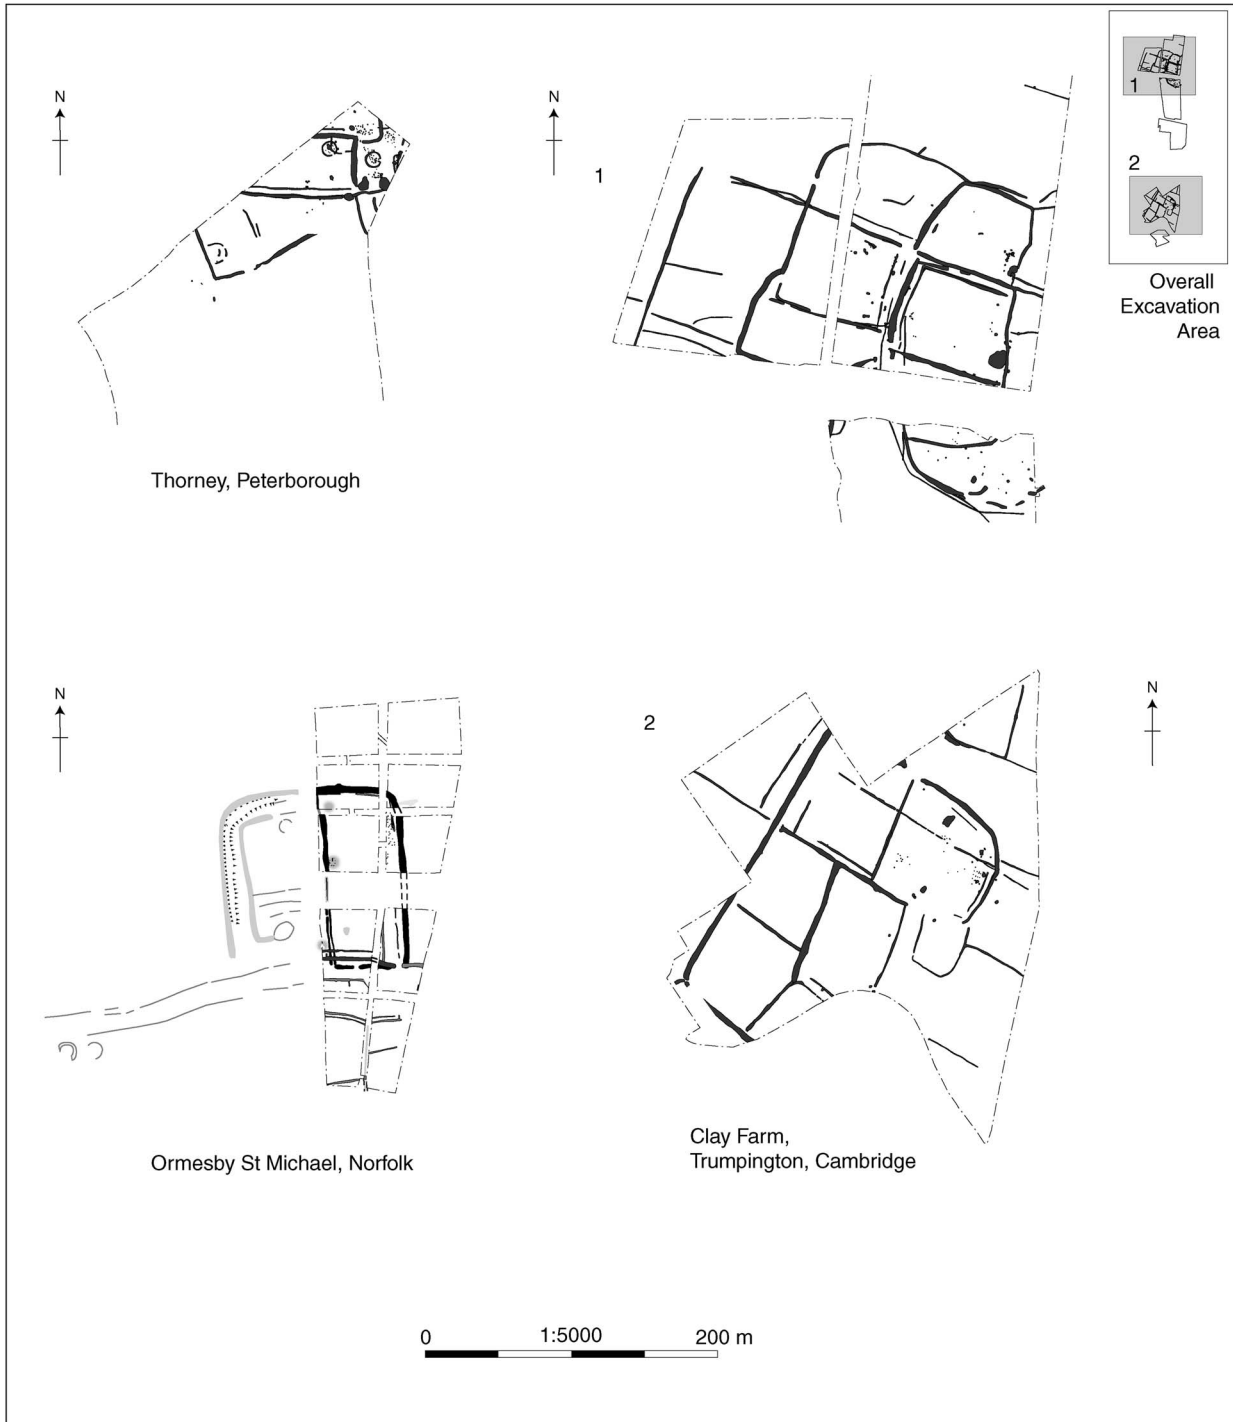 N
N
1
1
2
Overall
Excavation
Area
Thorney, Peterborough
N
2
N
Ormesby St Michael, Norfolk
Clay Farm,
Trumpington, Cambridge
0 1:5000 200 m